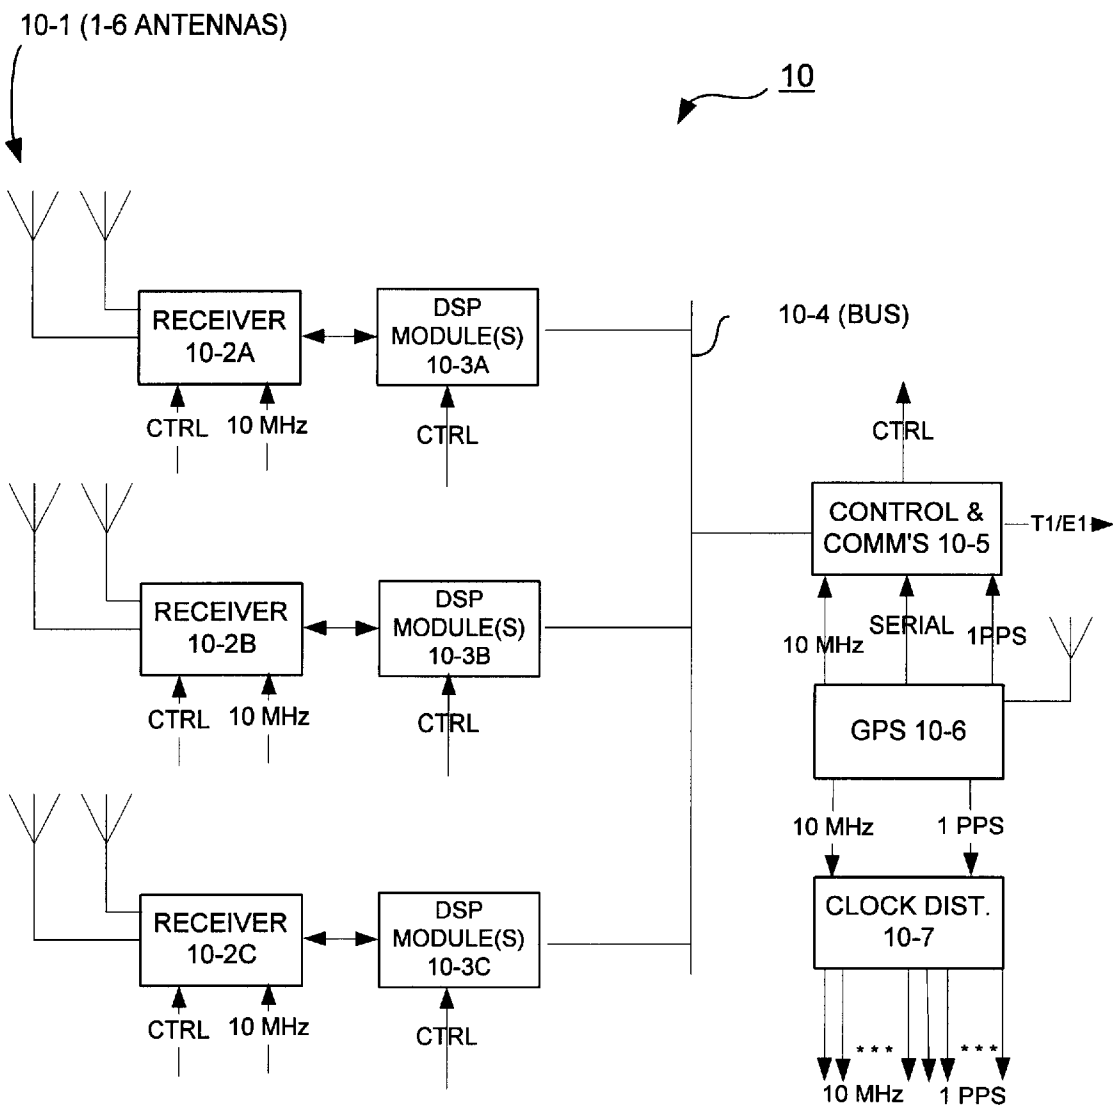 10-1 (1-6 ANTENNAS)
10
RECEIVER
10-2A
DSP
MODULE(S)
10-3A
10-4 (BUS)
CTRL
10 MHz
CTRL
CTRL
CONTROL &
COMM'S 10-5
T1/E1
RECEIVER
10-2B
DSP
MODULE(S)
10-3B
10 MHz
SERIAL
1PPS
CTRL
10 MHz
CTRL
GPS 10-6
10 MHz
1 PPS
RECEIVER
10-2C
DSP
MODULE(S)
10-3C
CLOCK DIST.
10-7
CTRL
10 MHz
CTRL
* * *
* * *
10 MHz
1 PPS